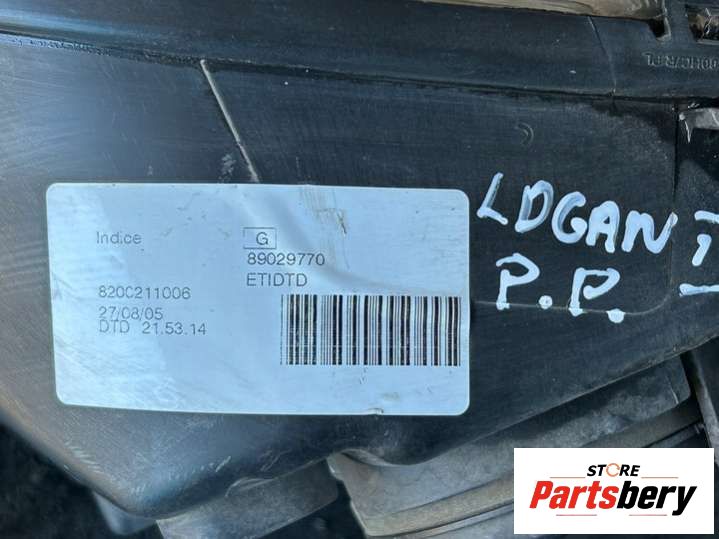 Indice
G
89029770
ETIDTD
8200211006
27/08/05
DTD 21.53.14
LOGAN
P.P.
STORE
Partsbery